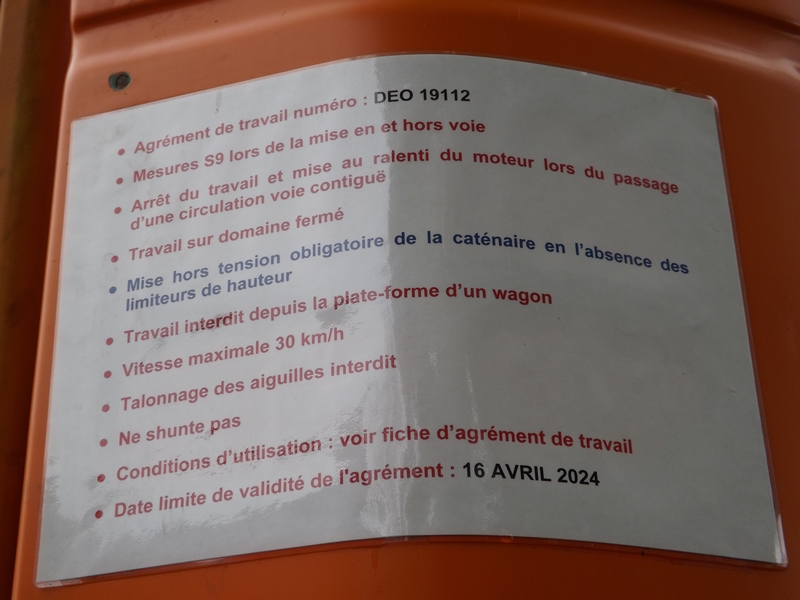 • Agrément de travail numéro : DEO 19112
• Mesures S9 lors de la mise en et hors voie
• Arrêt du travail et mise au ralenti du moteur lors du passage
d'une circulation voie contiguë
• Travail sur domaine fermé
• Mise hors tension obligatoire de la caténaire en l'absence des
limiteurs de hauteur
• Travail interdit depuis la plate-forme d'un wagon
• Vitesse maximale 30 km/h
• Talonnage des aiguilles interdit
• Ne shunte pas
• Conditions d'utilisation : voir fiche d'agrément de travail
• Date limite de validité de l'agrément : 16 AVRIL 2024